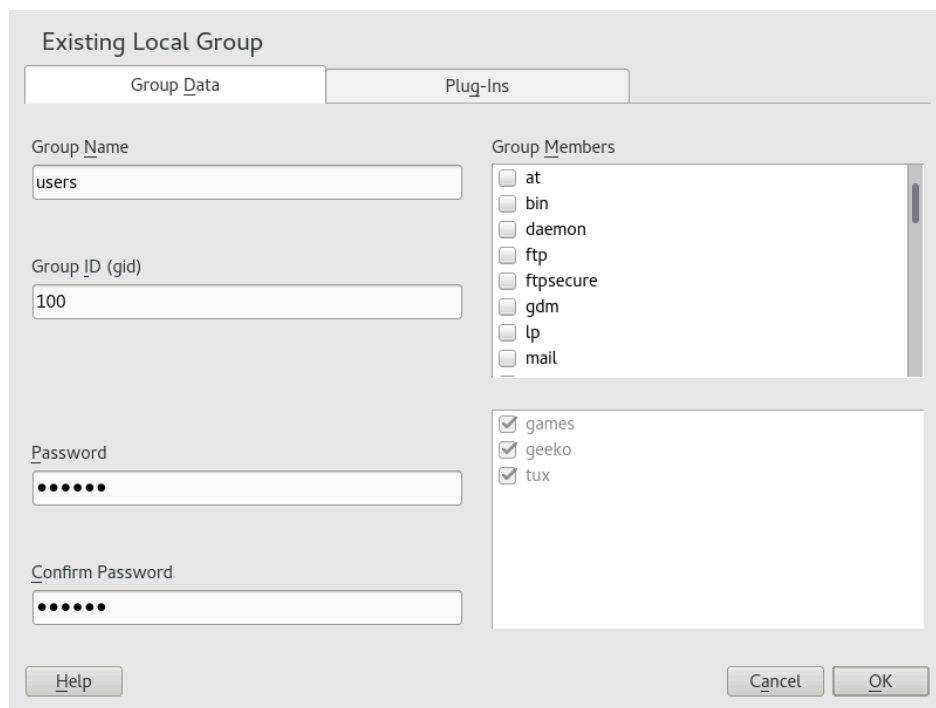 Existing Local Group
Group Data
Plug-Ins
Group Name
users
Group ID (gid)
100
Password
••••••
Confirm Password
••••••
Group Members
at
bin
daemon
ftp
ftpsecure
gdm
lp
mail
games
geeko
tux
Help
Cancel
OK